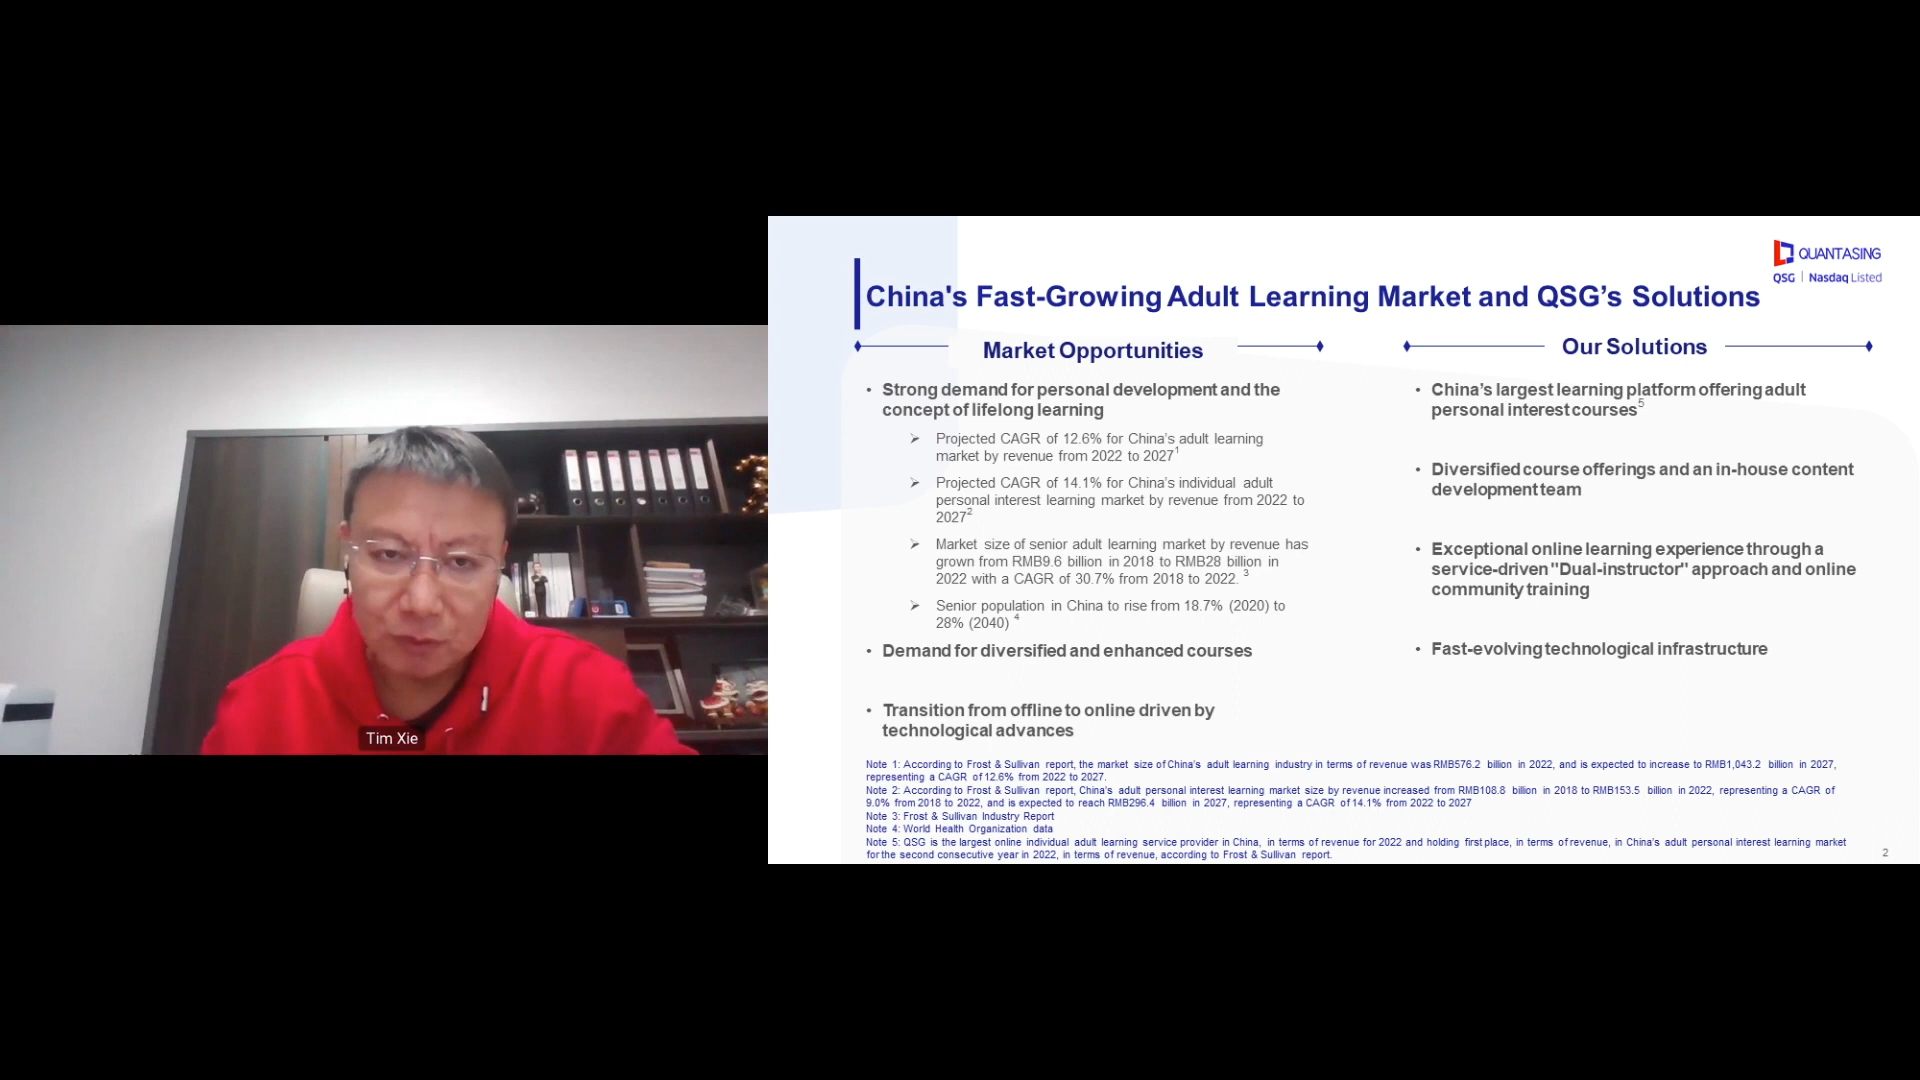 Tim Xie
QUANTASING
QSG | Nasdaq Listed
China's Fast-Growing Adult Learning Market and QSG’s Solutions
Market Opportunities
• Strong demand for personal development and the
concept of lifelong learning
➢ Projected CAGR of 12.6% for China’s adult learning
market by revenue from 2022 to 2027¹
➢ Projected CAGR of 14.1% for China’s individual adult
personal interest learning market by revenue from 2022 to
2027²
➢ Market size of senior adult learning market by revenue has
grown from RMB9.6 billion in 2018 to RMB28 billion in
2022 with a CAGR of 30.7% from 2018 to 2022. ³
➢ Senior population in China to rise from 18.7% (2020) to
28% (2040) ⁴
• Demand for diversified and enhanced courses
• Transition from offline to online driven by
technological advances
Our Solutions
• China’s largest learning platform offering adult
personal interest courses⁵
• Diversified course offerings and an in-house content
development team
• Exceptional online learning experience through a
service-driven "Dual-instructor" approach and online
community training
• Fast-evolving technological infrastructure
Note 1: According to Frost & Sullivan report, the market size of China’s adult learning industry in terms of revenue was RMB576.2 billion in 2022, and is expected to increase to RMB1,043.2 billion in 2027,
representing a CAGR of 12.6% from 2022 to 2027.
Note 2: According to Frost & Sullivan report, China’s adult personal interest learning market size by revenue increased from RMB108.8 billion in 2018 to RMB153.5 billion in 2022, representing a CAGR of
9.0% from 2018 to 2022, and is expected to reach RMB296.4 billion in 2027, representing a CAGR of 14.1% from 2022 to 2027
Note 3: Frost & Sullivan Industry Report
Note 4: World Health Organization data
Note 5: QSG is the largest online individual adult learning service provider in China, in terms of revenue for 2022 and holding first place, in terms of revenue, in China’s adult personal interest learning market
for the second consecutive year in 2022, in terms of revenue, according to Frost & Sullivan report.
2